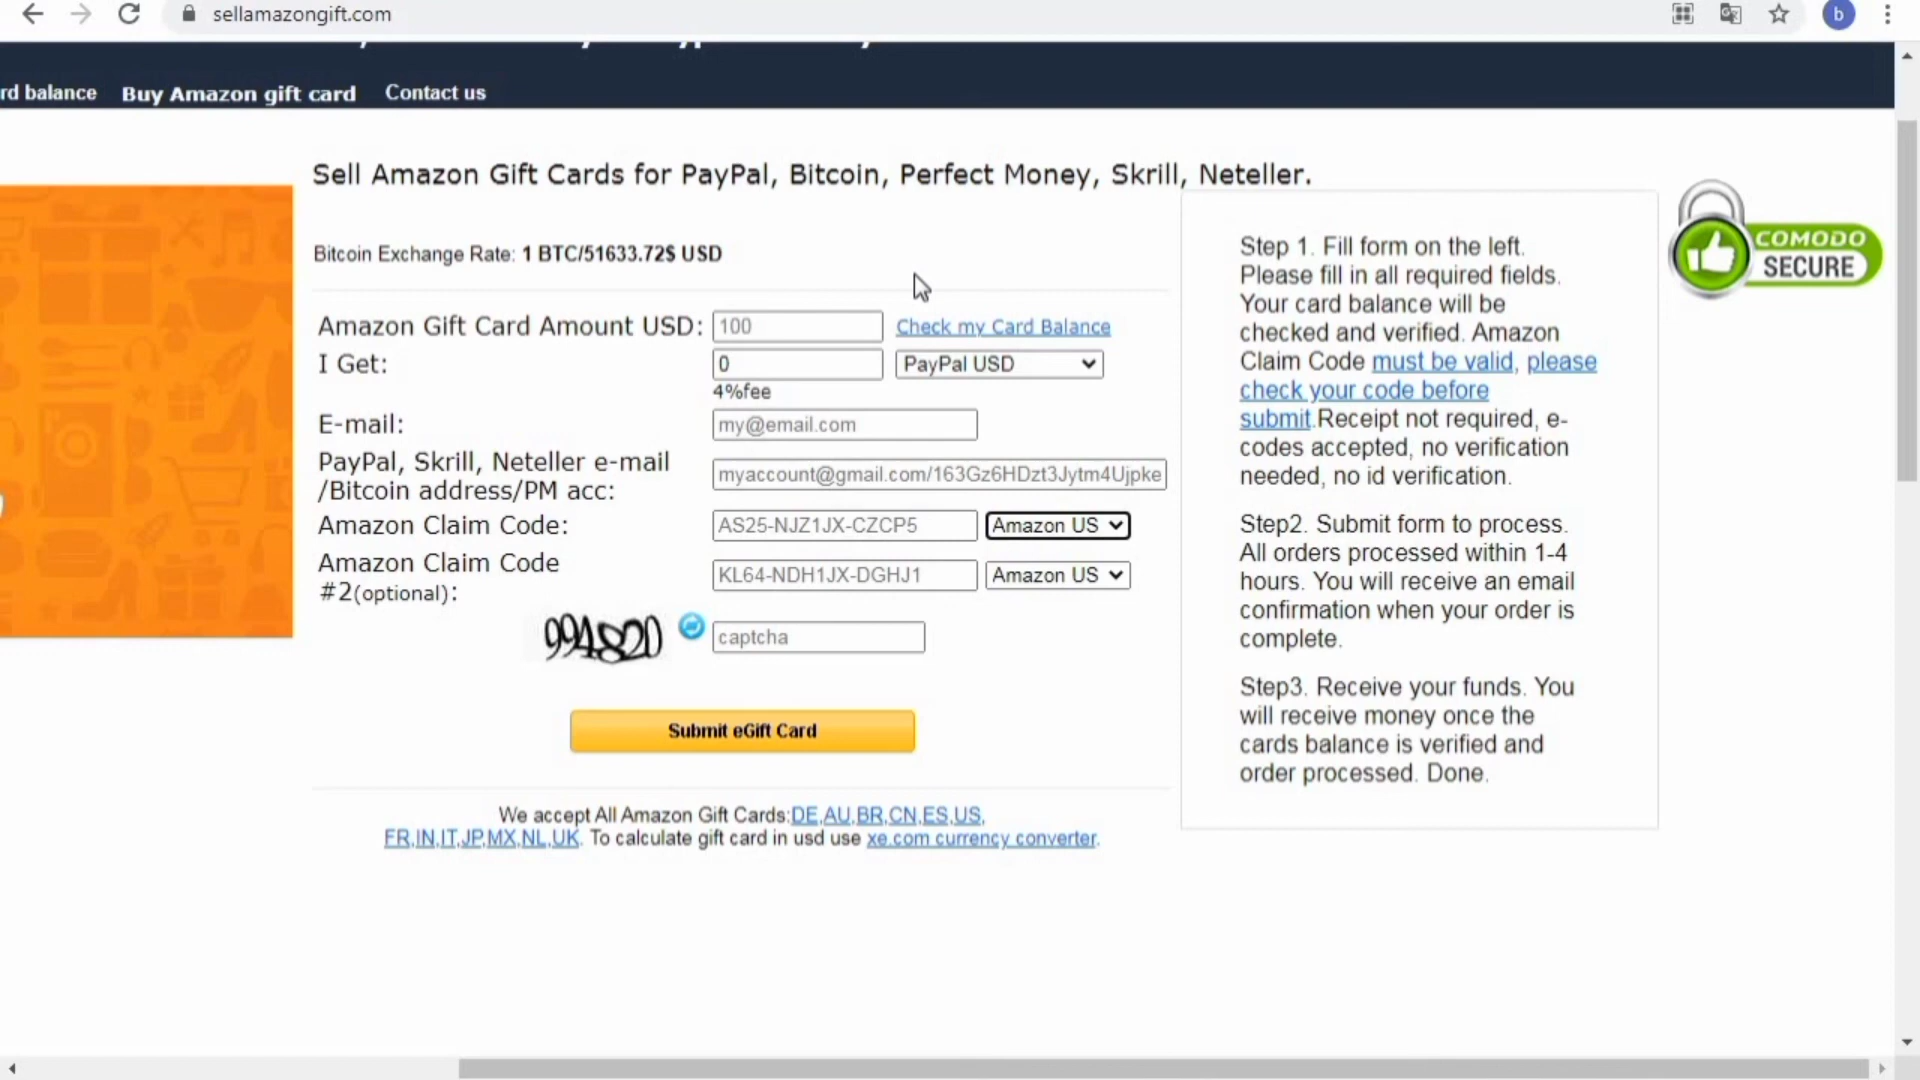 sellamazongift.com
b
rd balance Buy Amazon gift card Contact us
Sell Amazon Gift Cards for PayPal, Bitcoin, Perfect Money, Skrill, Neteller.
Bitcoin Exchange Rate: 1 BTC/51633.72$ USD
Amazon Gift Card Amount USD: 100 Check my Card Balance
I Get: 0 PayPal USD
4%fee
E-mail: my@email.com
PayPal, Skrill, Neteller e-mail
/Bitcoin address/PM acc: myaccount@gmail.com/163Gz6HDzt3Jytm4Ujpke
Amazon Claim Code: AS25-NJZ1JX-CZCP5 Amazon US
Amazon Claim Code
#2(optional): KL64-NDH1JX-DGHJ1 Amazon US
994820 captcha
Submit eGift Card
We accept All Amazon Gift Cards:DE,AU,BR,CN,ES,US,
FR,IN,IT,JP,MX,NL,UK. To calculate gift card in usd use xe.com currency converter.
Step 1. Fill form on the left.
Please fill in all required fields.
Your card balance will be
checked and verified. Amazon
Claim Code must be valid, please
check your code before
submit.Receipt not required, e-
codes accepted, no verification
needed, no id verification.
Step2. Submit form to process.
All orders processed within 1-4
hours. You will receive an email
confirmation when your order is
complete.
Step3. Receive your funds. You
will receive money once the
cards balance is verified and
order processed. Done.
COMODO
SECURE